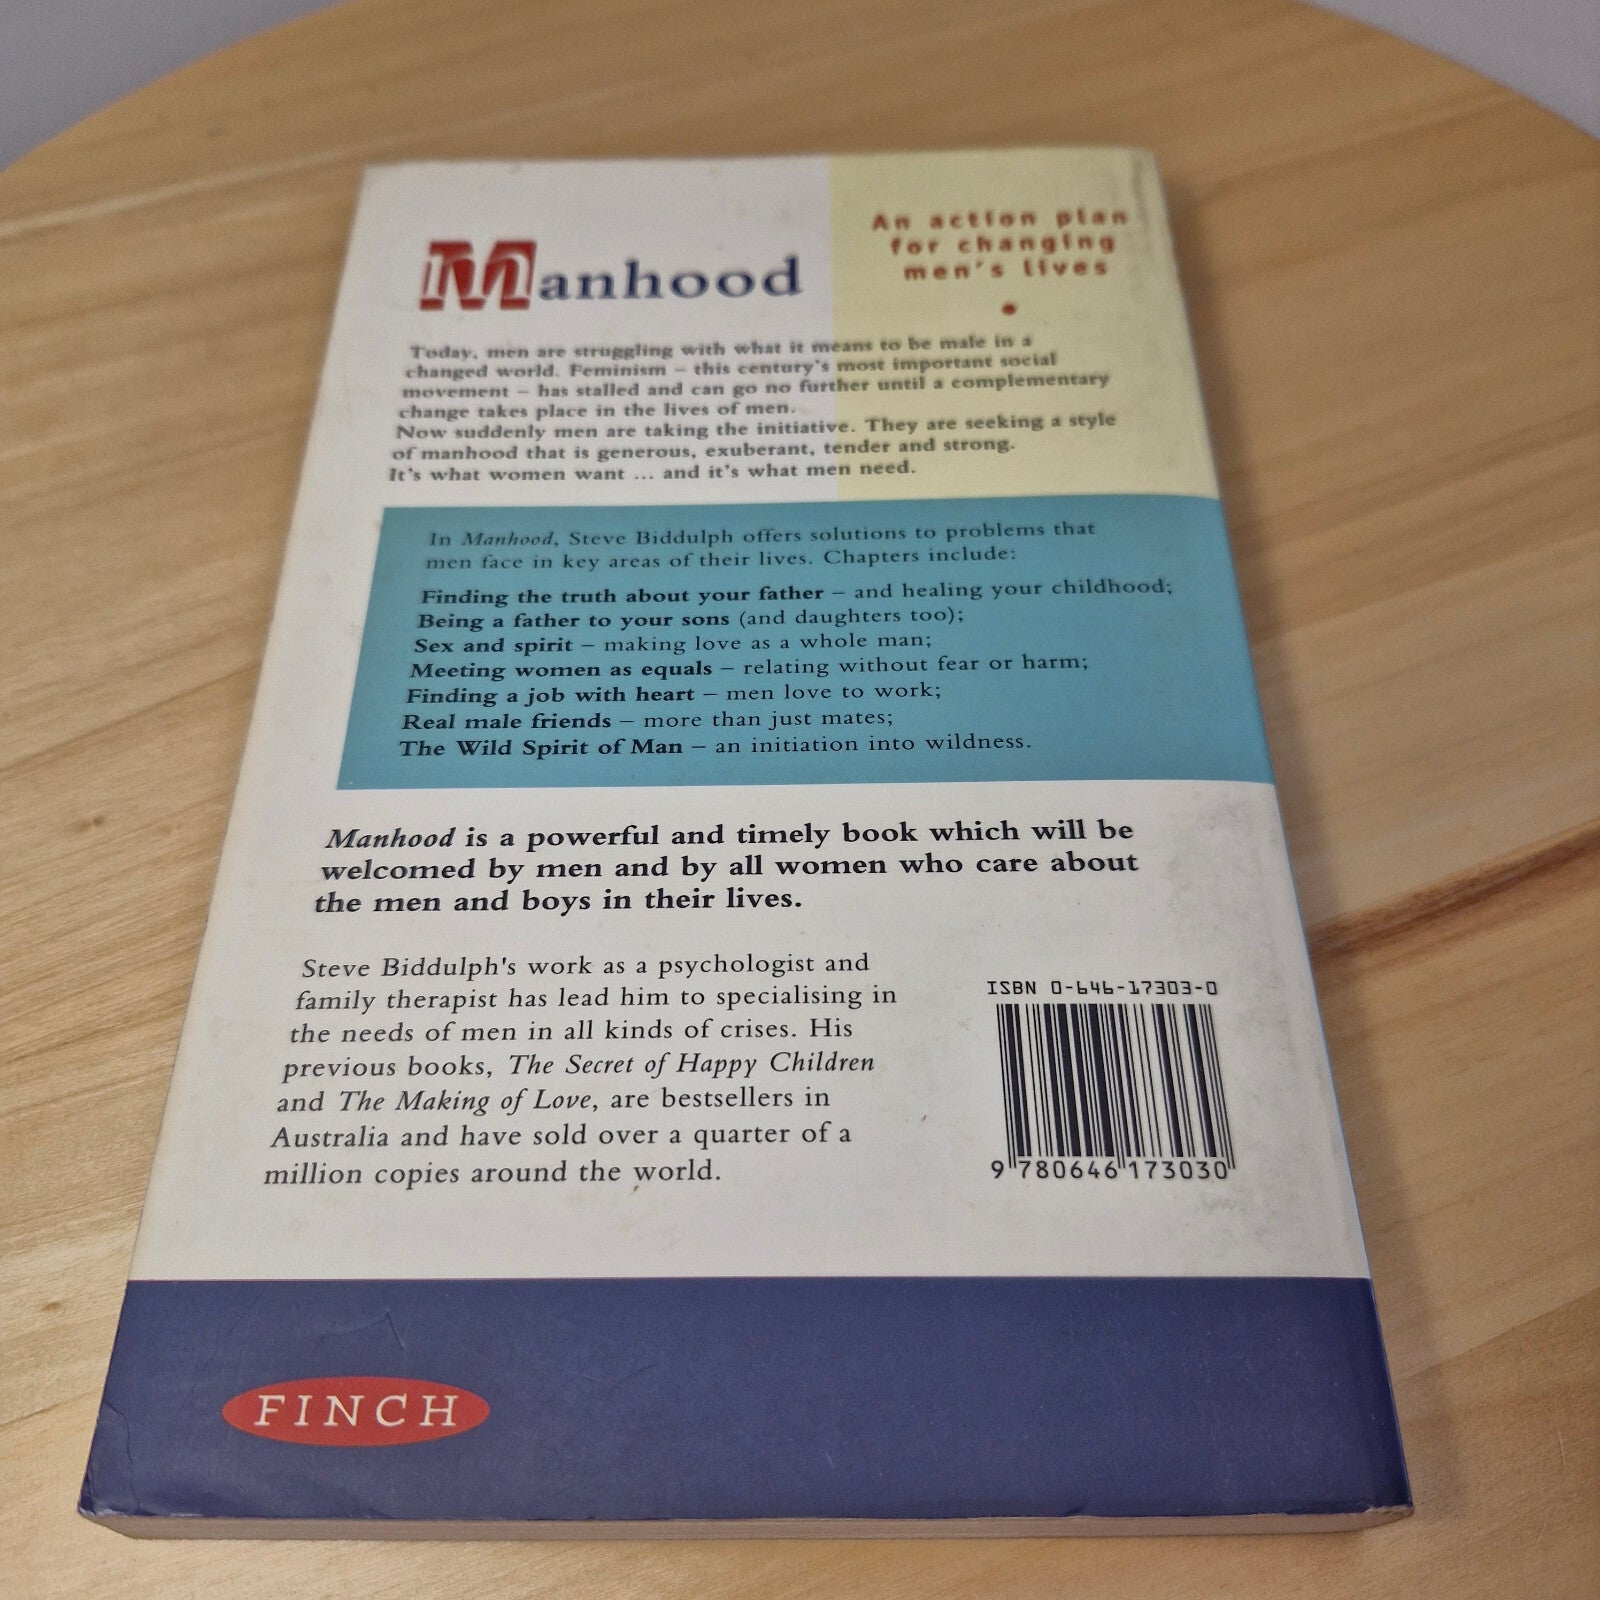 Manhood
An action plan
for changing
men's lives
Today, men are struggling with what it means to be male in a
changed world. Feminism – this century's most important social
movement – has stalled and can go no further until a complementary
change takes place in the lives of men.
Now suddenly men are taking the initiative. They are seeking a style
of manhood that is generous, exuberant, tender and strong.
It's what women want ... and it's what men need.
In Manhood, Steve Biddulph offers solutions to problems that
men face in key areas of their lives. Chapters include:
Finding the truth about your father – and healing your childhood;
Being a father to your sons (and daughters too);
Sex and spirit – making love as a whole man;
Meeting women as equals – relating without fear or harm;
Finding a job with heart – men love to work;
Real male friends – more than just mates;
The Wild Spirit of Man – an initiation into wildness.
Manhood is a powerful and timely book which will be
welcomed by men and by all women who care about
the men and boys in their lives.
Steve Biddulph's work as a psychologist and
family therapist has lead him to specialising in
the needs of men in all kinds of crises. His
previous books, The Secret of Happy Children
and The Making of Love, are bestsellers in
Australia and have sold over a quarter of a
million copies around the world.
ISBN 0-646-17303-0
9 780646 173030
FINCH